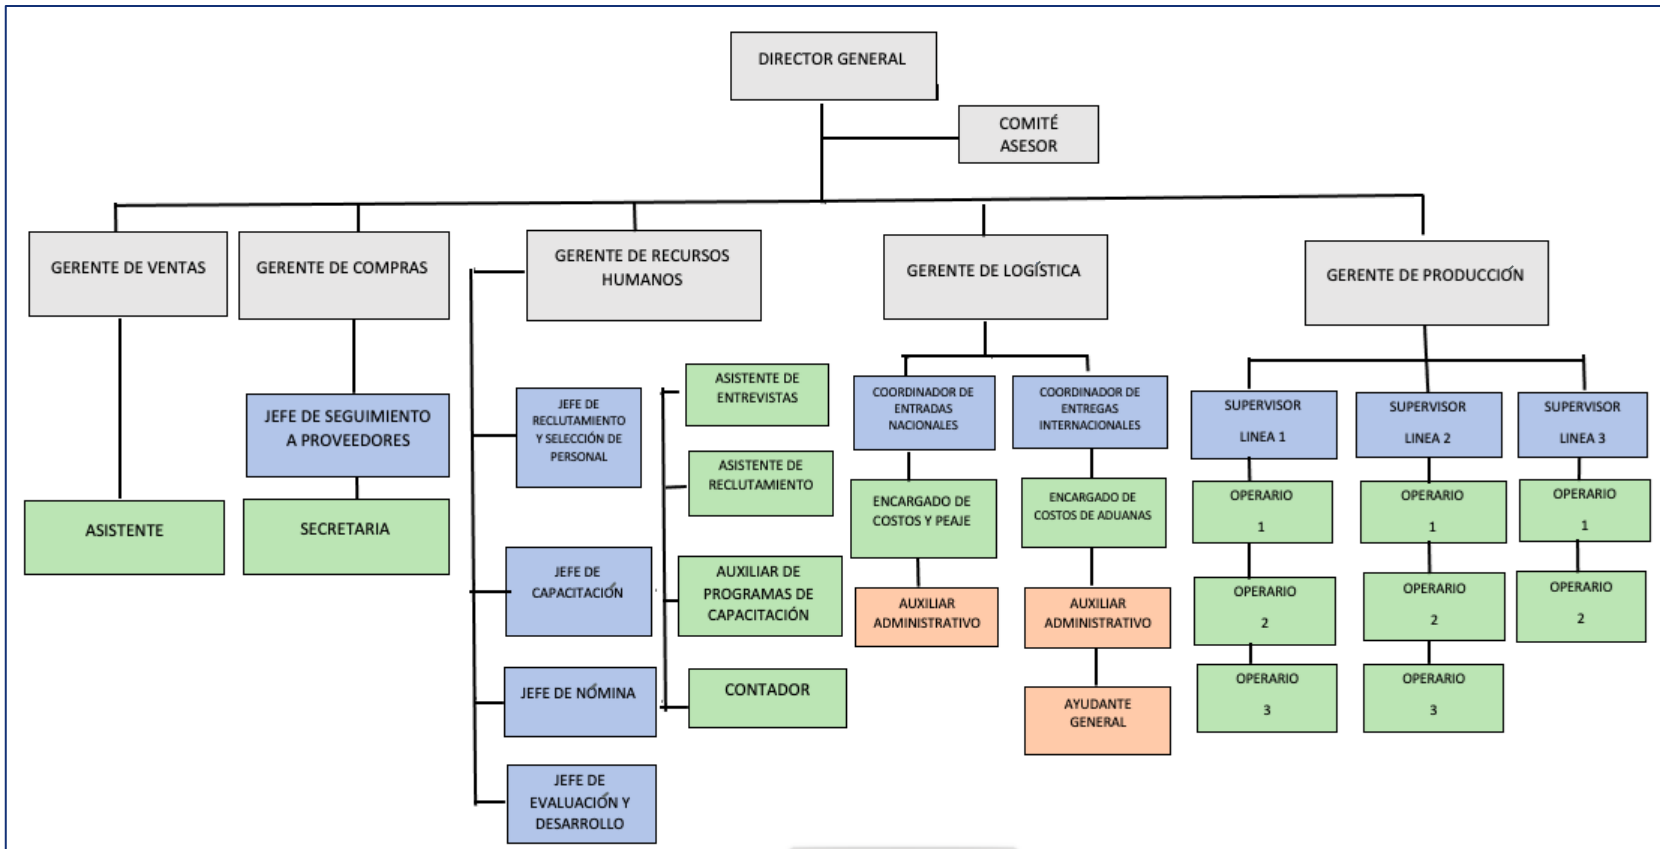 DIRECTOR GENERAL
COMITÉ
ASESOR
GERENTE DE VENTAS
GERENTE DE COMPRAS
GERENTE DE RECURSOS
HUMANOS
GERENTE DE LOGÍSTICA
GERENTE DE PRODUCCIÓN
JEFE DE SEGUIMIENTO
A PROVEEDORES
ASISTENTE
SECRETARIA
JEFE DE
RECLUTAMIENTO
Y SELECCIÓN DE
PERSONAL
JEFE DE
CAPACITACIÓN
JEFE DE NÓMINA
JEFE DE
EVALUACIÓN Y
DESARROLLO
ASISTENTE DE
ENTREVISTAS
ASISTENTE DE
RECLUTAMIENTO
AUXILIAR DE
PROGRAMAS DE
CAPACITACIÓN
CONTADOR
COORDINADOR DE
ENTRADAS
NACIONALES
ENCARGADO DE
COSTOS Y PEAJE
AUXILIAR
ADMINISTRATIVO
COORDINADOR DE
ENTREGAS
INTERNACIONALES
ENCARGADO DE
COSTOS DE ADUANAS
AUXILIAR
ADMINISTRATIVO
AYUDANTE
GENERAL
SUPERVISOR
LINEA 1
OPERARIO
1
OPERARIO
2
OPERARIO
3
SUPERVISOR
LINEA 2
OPERARIO
1
OPERARIO
2
OPERARIO
3
SUPERVISOR
LINEA 3
OPERARIO
1
OPERARIO
2